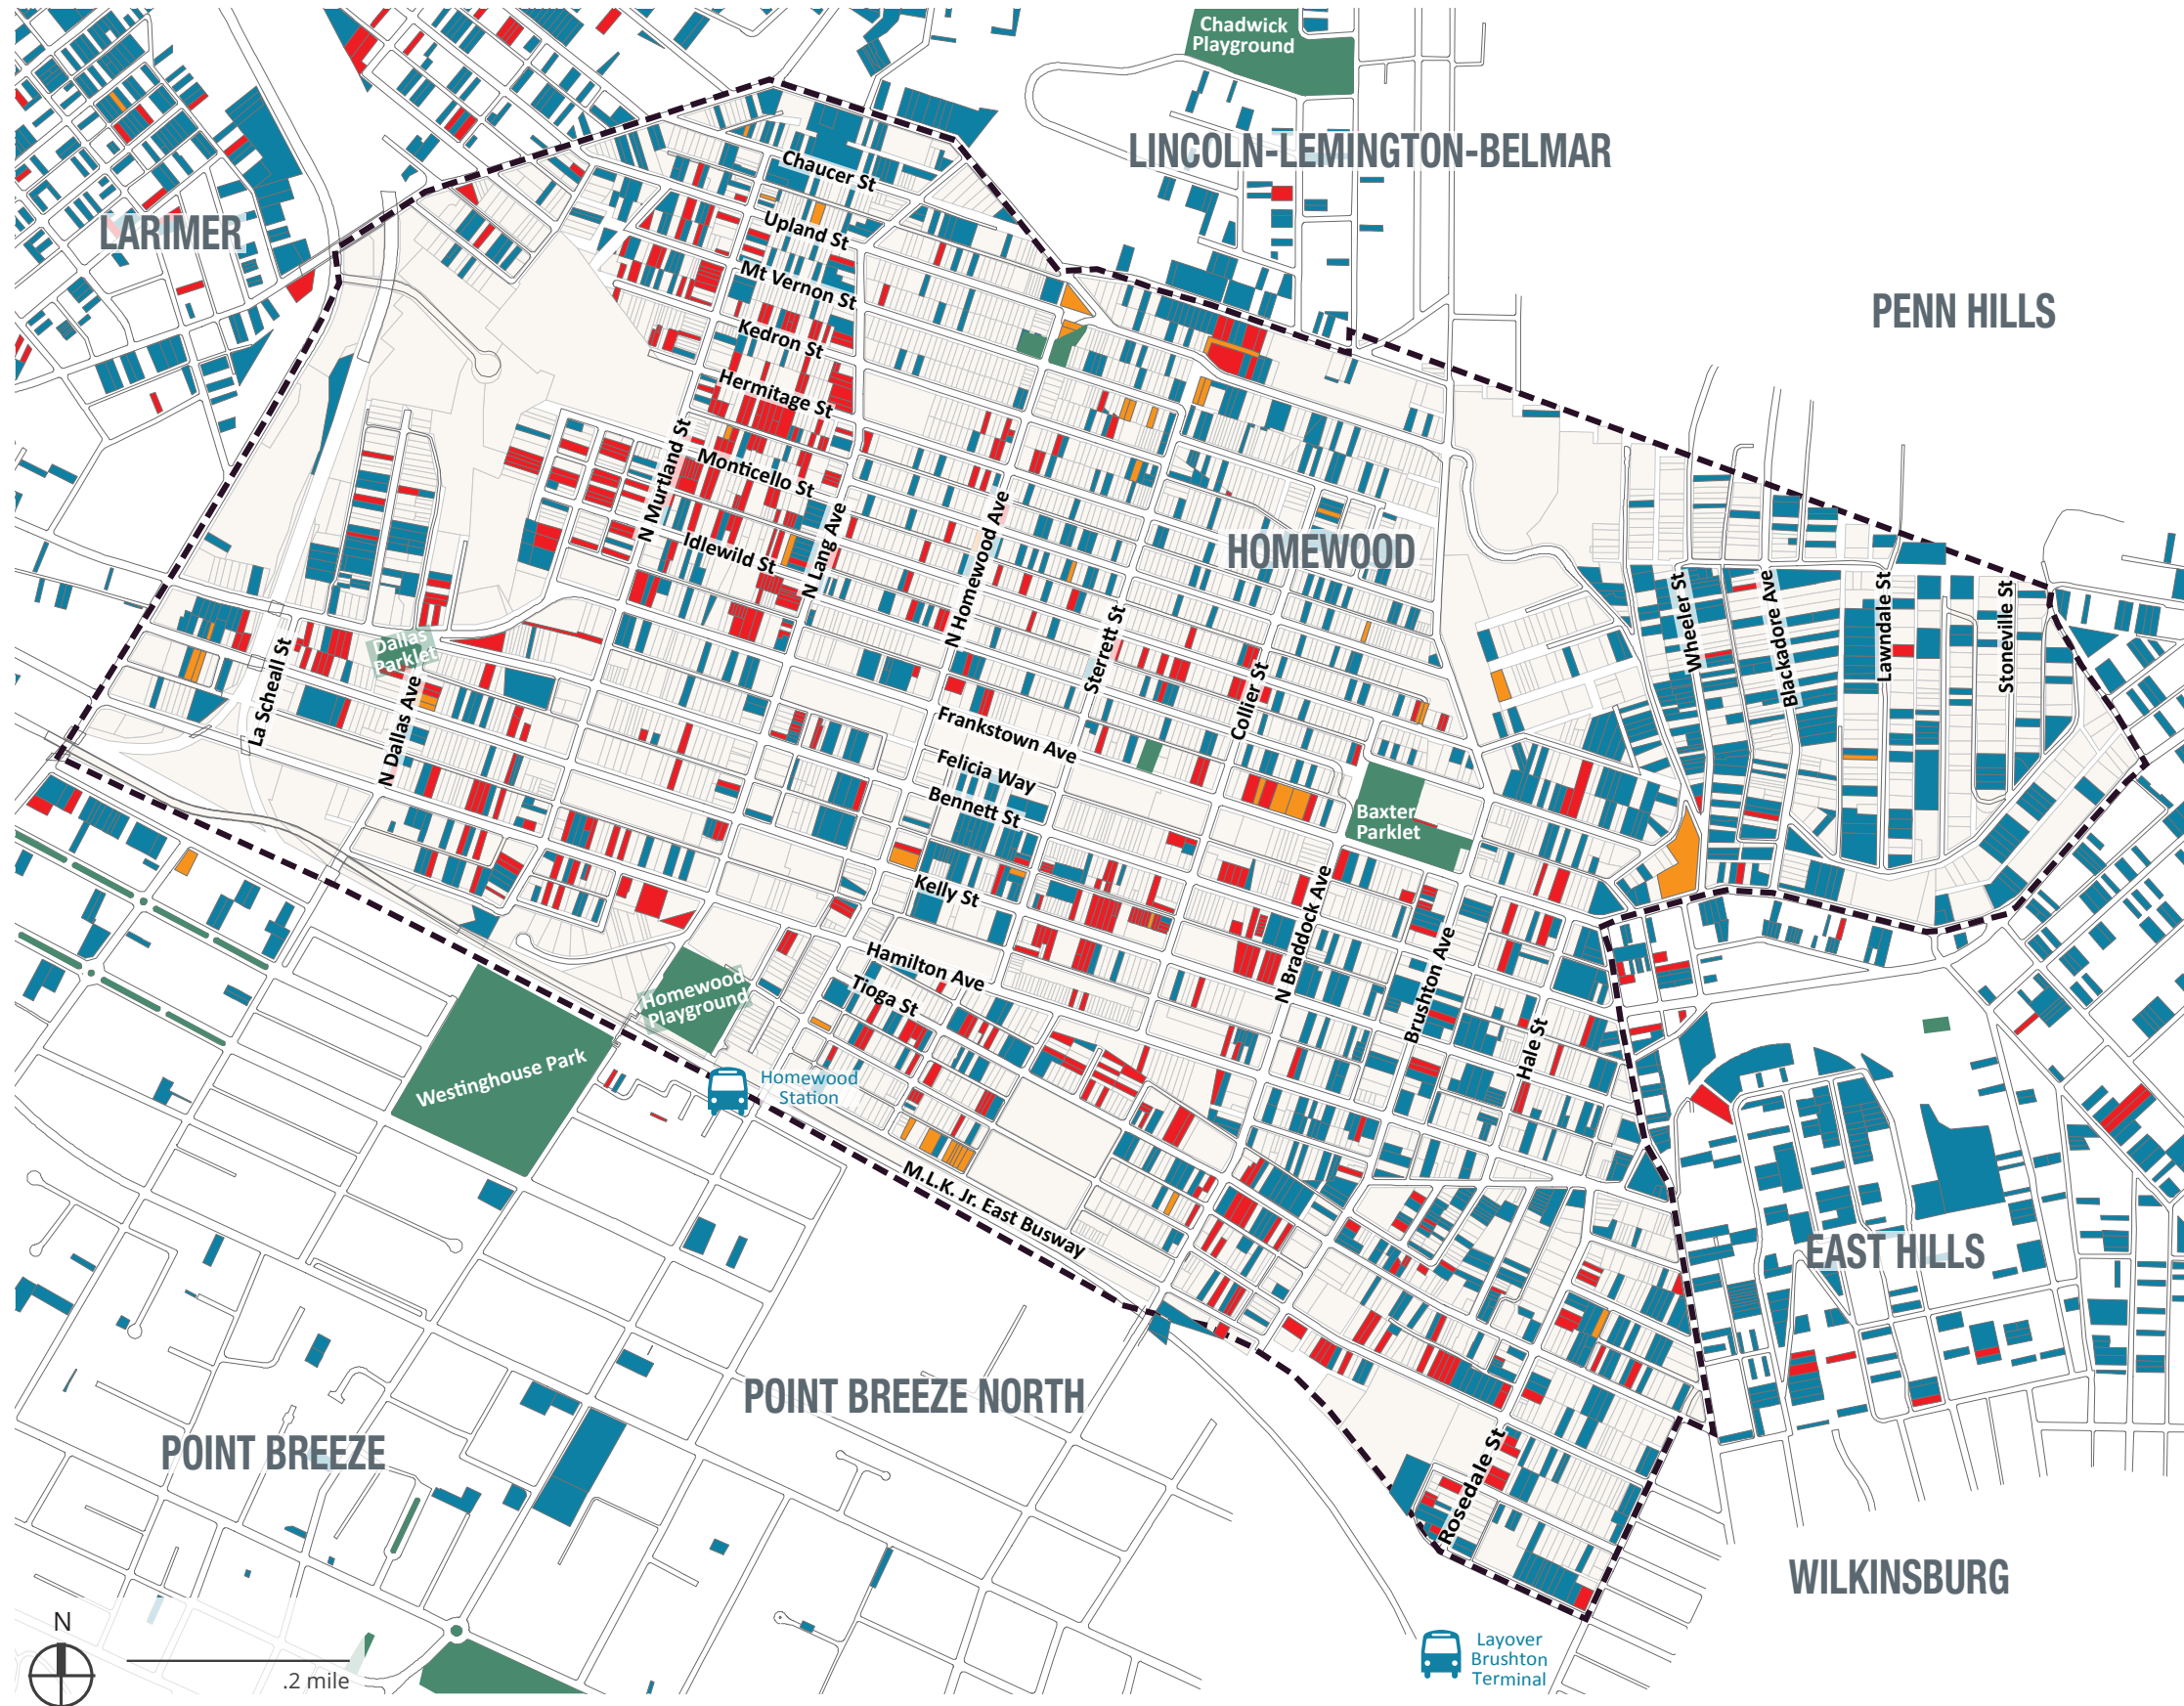 Chadwick
Playground
LINCOLN-LEMINGTON-BELMAR
Chaucer St
LARIMER
Upland St
Mt Vernon St
PENN HILLS
Kedron St
Hermitage St
N Murtland St
Monticello St
N Lang Ave
N Homewood Ave
Idlewild St
HOMEWOOD
Wheeler St
Blackadore Ave
Lawndale St
Stoneville St
Sterrett St
Collier St
La Scheall St
Dallas
Parklet
N Dallas Ave
Frankstown Ave
Felicia Way
Bennett St
Baxter
Parklet
Kelly St
N Braddock Ave
Brushton Ave
Hamilton Ave
Tioga St
Homewood
Playground
Hale St
Westinghouse Park
Homewood
Station
M.L.K. Jr. East Busway
EAST HILLS
POINT BREEZE NORTH
POINT BREEZE
Rosedale St
WILKINSBURG
N
.2 mile
Layover
Brushton
Terminal